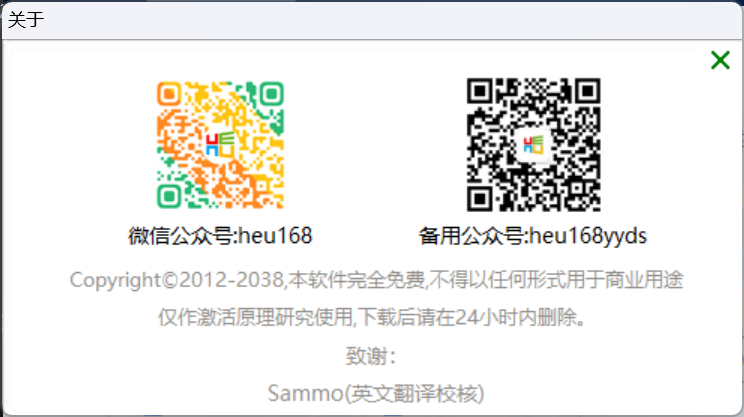 关于
微信公众号:heu168
备用公众号:heu168yyds
Copyright©2012-2038,本软件完全免费,不得以任何形式用于商业用途
仅作激活原理研究使用,下载后请在24小时内删除。
致谢:
Sammo(英文翻译校核)